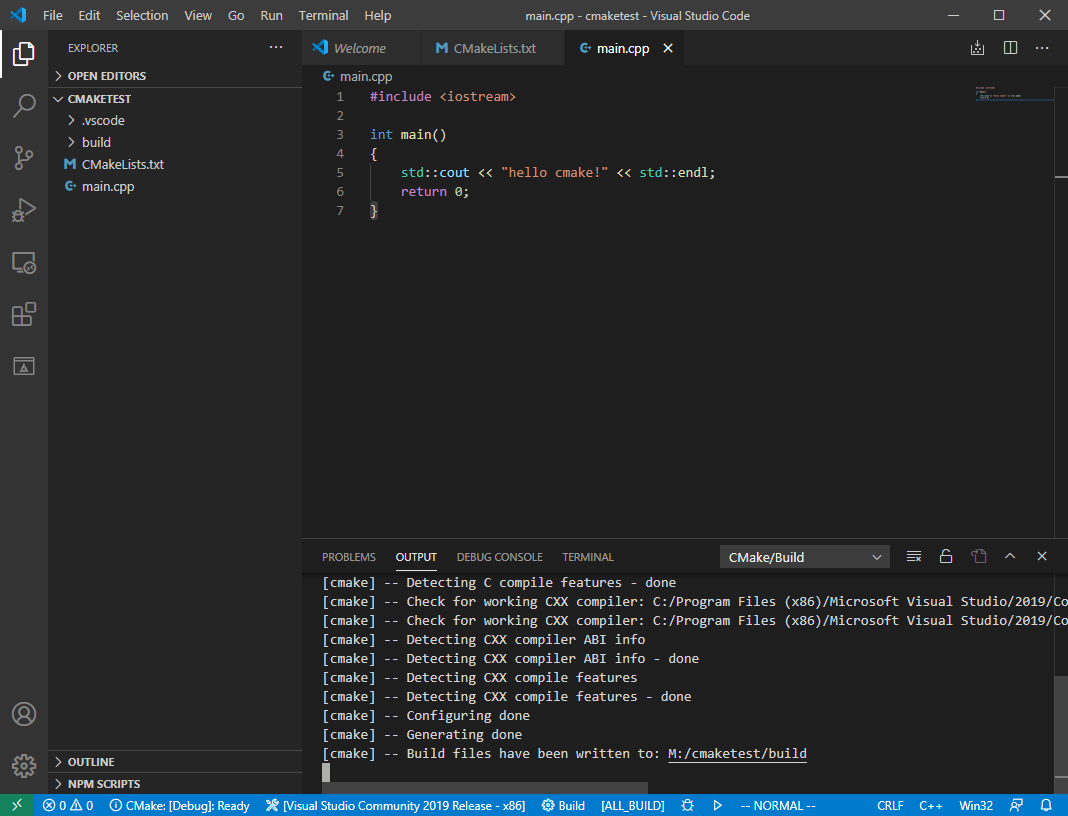 File Edit Selection View Go Run Terminal Help main.cpp - cmaketest - Visual Studio Code
EXPLORER
OPEN EDITORS
CMAKETEST
.vscode
build
CMakeLists.txt
main.cpp
OUTLINE
NPM SCRIPTS
Welcome CMakeLists.txt main.cpp
main.cpp
1 #include <iostream>
2
3 int main()
4 {
5 std::cout << "hello cmake!" << std::endl;
6 return 0;
7 }
PROBLEMS OUTPUT DEBUG CONSOLE TERMINAL CMake/Build
[cmake] -- Detecting C compile features - done
[cmake] -- Check for working CXX compiler: C:/Program Files (x86)/Microsoft Visual Studio/2019/Co
[cmake] -- Check for working CXX compiler: C:/Program Files (x86)/Microsoft Visual Studio/2019/Co
[cmake] -- Detecting CXX compiler ABI info
[cmake] -- Detecting CXX compiler ABI info - done
[cmake] -- Detecting CXX compile features
[cmake] -- Detecting CXX compile features - done
[cmake] -- Configuring done
[cmake] -- Generating done
[cmake] -- Build files have been written to: M:/cmaketest/build
0 0 CMake: [Debug]: Ready [Visual Studio Community 2019 Release - x86] Build [ALL_BUILD] -- NORMAL -- CRLF C++ Win32